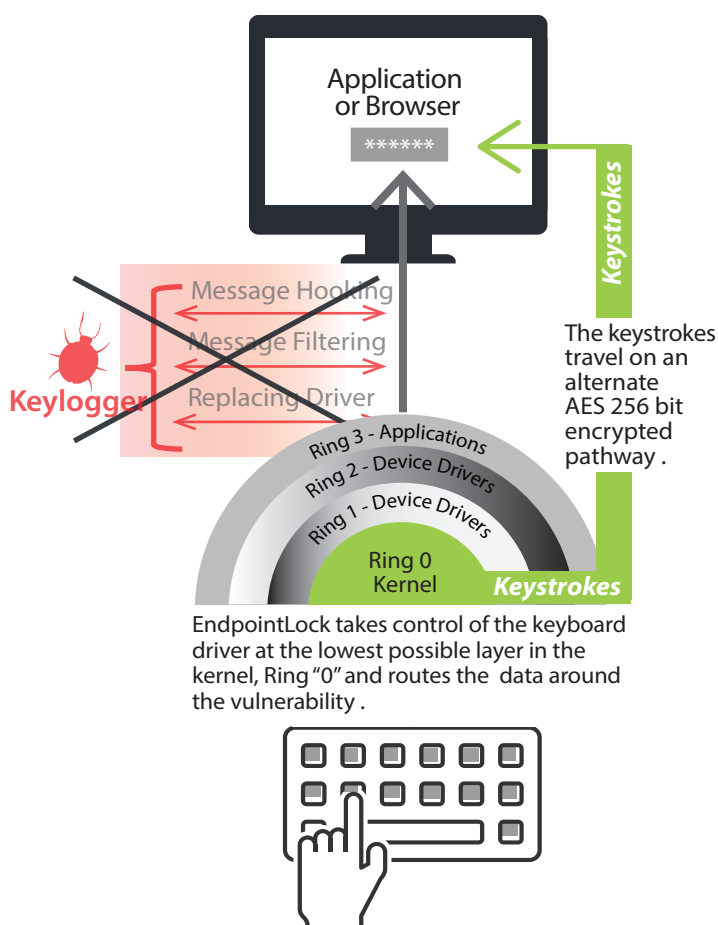 Application
or Browser
******
Keystrokes
Message Hooking
Message Filtering
Replacing Driver
Keylogger
The keystrokes
travel on an
alternate
AES 256 bit
encrypted
pathway .
Ring 3 - Applications
Ring 2 - Device Drivers
Ring 1 - Device Drivers
Ring 0
Kernel
Keystrokes
EndpointLock takes control of the keyboard
driver at the lowest possible layer in the
kernel, Ring “0” and routes the data around
the vulnerability .